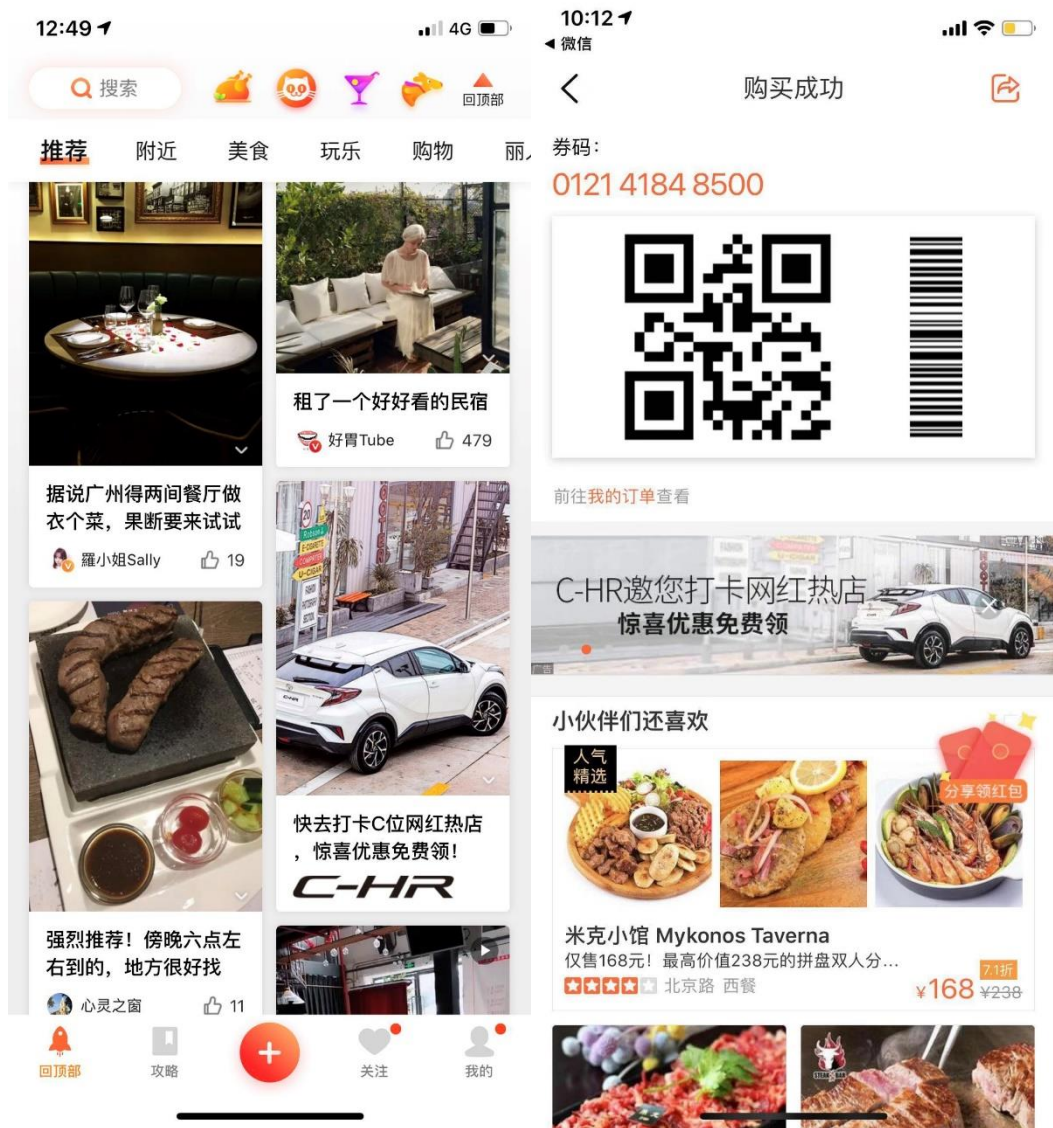 12:49
4G
搜索
回顶部
推荐 附近 美食 玩乐 购物
据说广州得两间餐厅做
衣个菜，果断要来试试
羅小姐Sally 19
强烈推荐！傍晚六点左
右到的，地方很好找
心灵之窗 11
租了一个好好看的民宿
好胃Tube 479
快去打卡C位网红热店
，惊喜优惠免费领！
C-HR
回顶部 攻略 关注 我的
10:12
微信
购买成功
券码：
0121 4184 8500
前往我的订单查看
C-HR邀您打卡网红热店
惊喜优惠免费领
广告
小伙伴们还喜欢
人气
精选
分享领红包
米克小馆 Mykonos Taverna
仅售168元！最高价值238元的拼盘双人分...
北京路 西餐
7.1折
¥168 ¥238